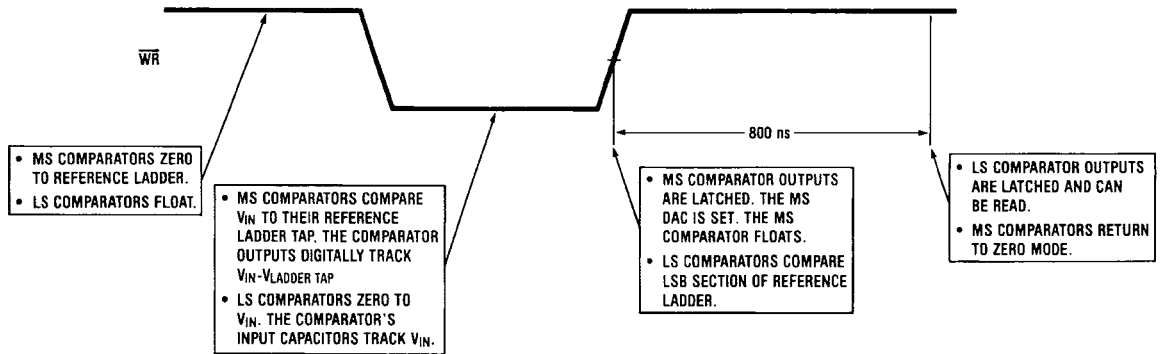 WR
800 ns
• MS COMPARATORS ZERO
TO REFERENCE LADDER.
• LS COMPARATORS FLOAT.
• MS COMPARATORS COMPARE
VIN TO THEIR REFERENCE
LADDER TAP. THE COMPARATOR
OUTPUTS DIGITALLY TRACK
VIN-VLADDER TAP
• LS COMPARATORS ZERO TO
VIN. THE COMPARATOR'S
INPUT CAPACITORS TRACK VIN.
• MS COMPARATOR OUTPUTS
ARE LATCHED. THE MS
DAC IS SET. THE MS
COMPARATOR FLOATS.
• LS COMPARATORS COMPARE
LSB SECTION OF REFERENCE
LADDER.
• LS COMPARATOR OUTPUTS
ARE LATCHED AND CAN
BE READ.
• MS COMPARATORS RETURN
TO ZERO MODE.